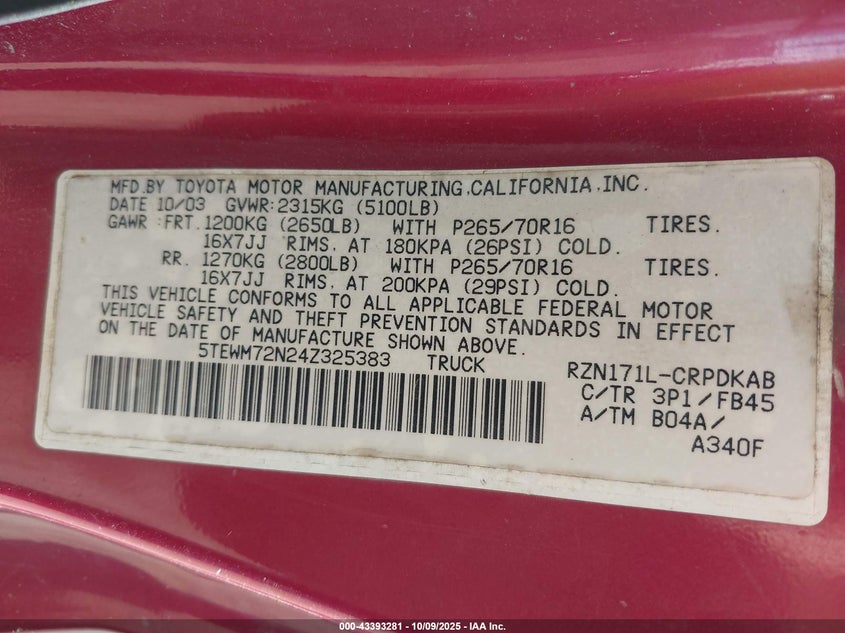 MFD.BY TOYOTA MOTOR MANUFACTURING,CALIFORNIA,INC.
DATE 10/03 GVWR:2315KG (5100LB)
GAWR :FRT.1200KG (2650LB) WITH P265/70R16 TIRES.
16X7JJ RIMS, AT 180KPA (26PSI) COLD.
RR. 1270KG (2800LB) WITH P265/70R16 TIRES.
16X7JJ RIMS, AT 200KPA (29PSI) COLD.
THIS VEHICLE CONFORMS TO ALL APPLICABLE FEDERAL MOTOR
VEHICLE SAFETY AND THEFT PREVENTION STANDARDS IN EFFECT
ON THE DATE OF MANUFACTURE SHOWN ABOVE.
5TEWM72N24Z325383 TRUCK
RZN171L-CRPDKAB
C/TR 3P1/FB45
A/TM B04A/
A340F
000-43393281 - 10/09/2025 - IAA Inc.